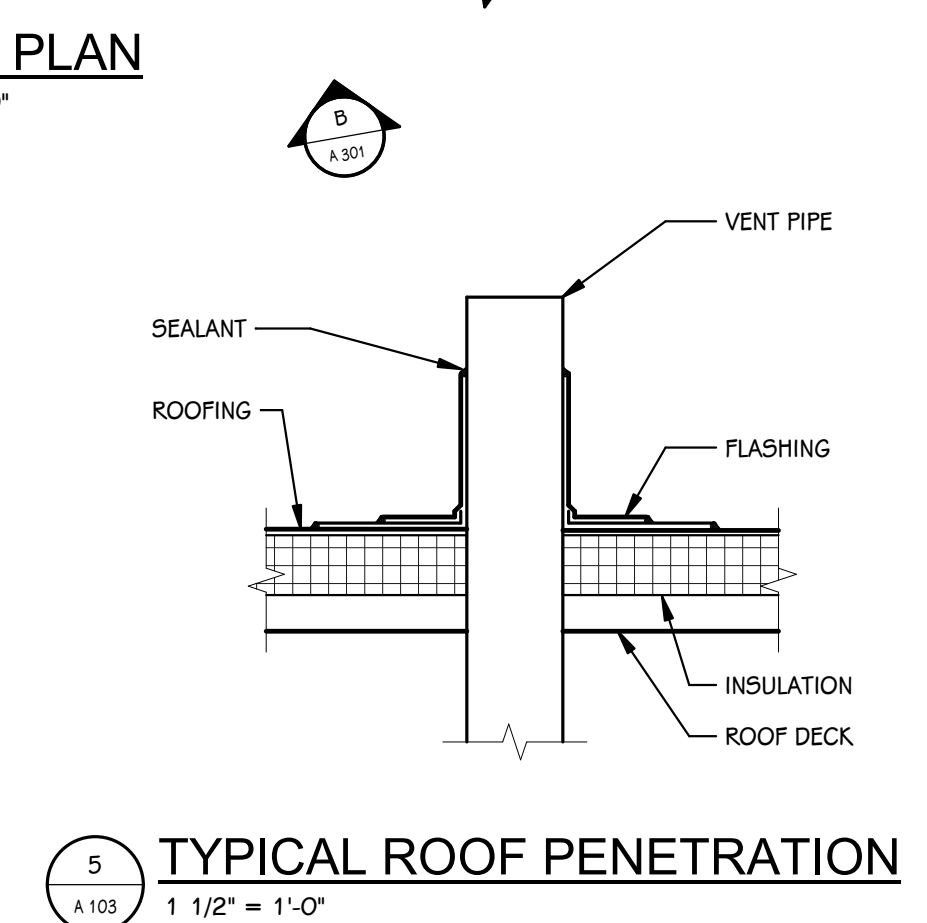 PLAN
"
B
A 301
VENT PIPE
SEALANT
ROOFING
FLASHING
INSULATION
ROOF DECK
5
A 103
TYPICAL ROOF PENETRATION
1 1/2" = 1'-0"